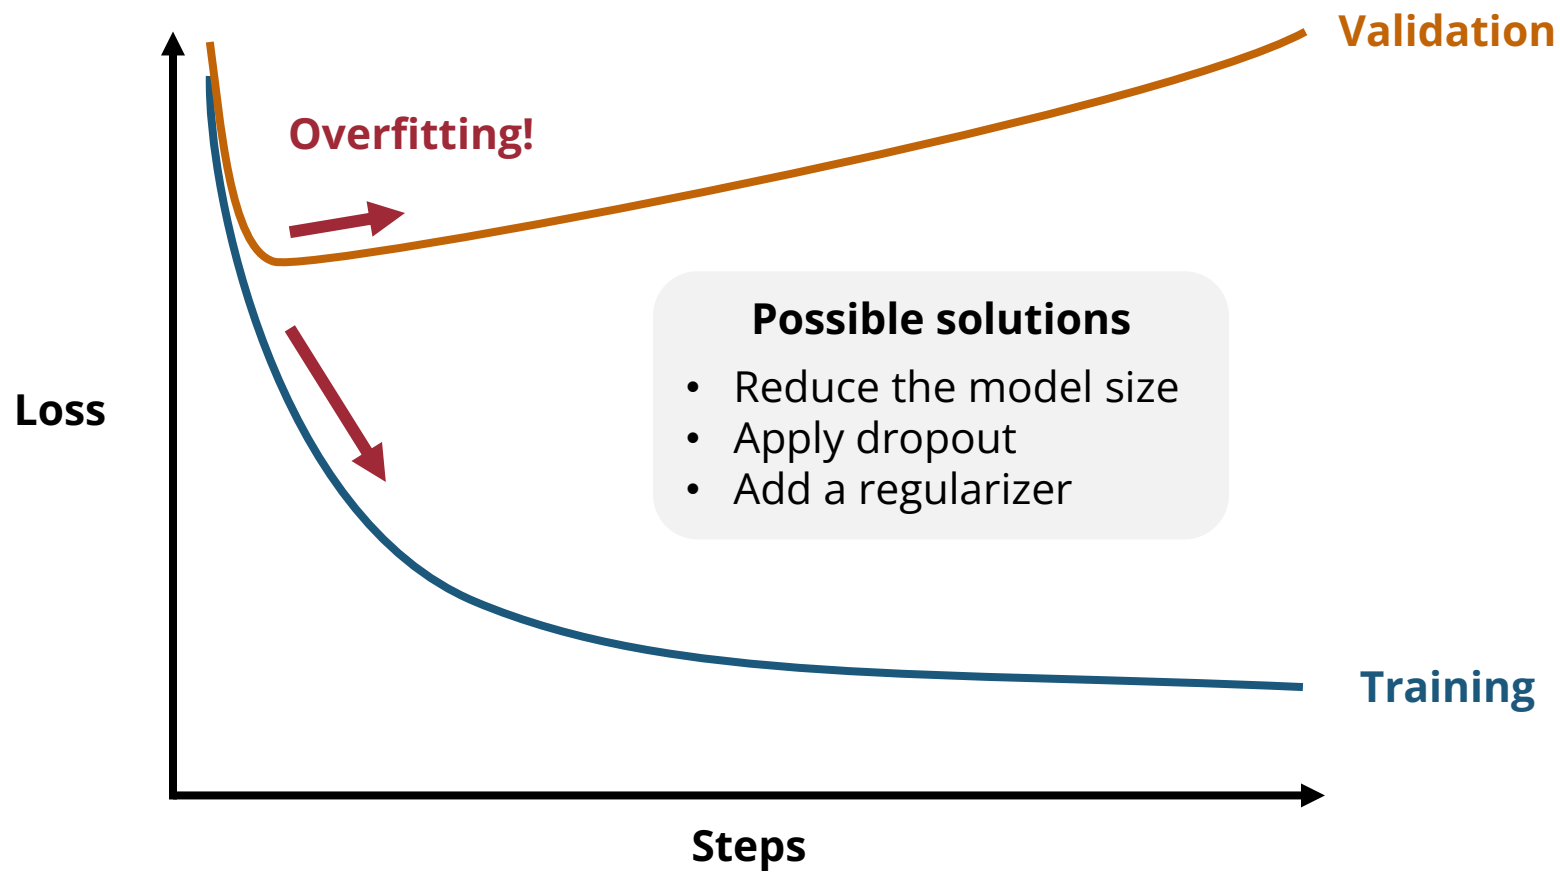 Validation
Overfitting!
Possible solutions
• Reduce the model size
• Apply dropout
• Add a regularizer
Loss
Training
Steps